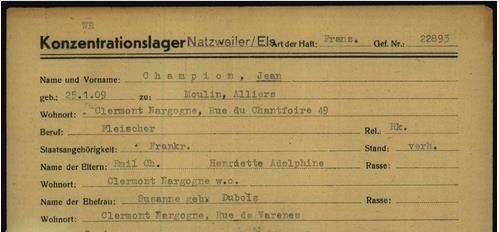 WR
Konzentrationslager Natzweiler/Els. Art der Haft: Franz. Gef. Nr.: 22893
Name und Vorname: Champion, Jean
geb.: 25.1.09 zu: Moulin, Alliers
Wohnort: Clermont Nargogne, Rue du Chantfoire 49
Beruf: Fleischer Rel.: Rk.
Staatsangehörigkeit: Frankr. Stand: verh.
Name der Eltern: Emil Ch. Henriette Adolphine Rasse:
Wohnort: Clermont Nargogne w.o.
Name der Ehefrau: Susanne geb. Dubols Rasse:
Wohnort: Clermont Nargogne, Rue de Varenes